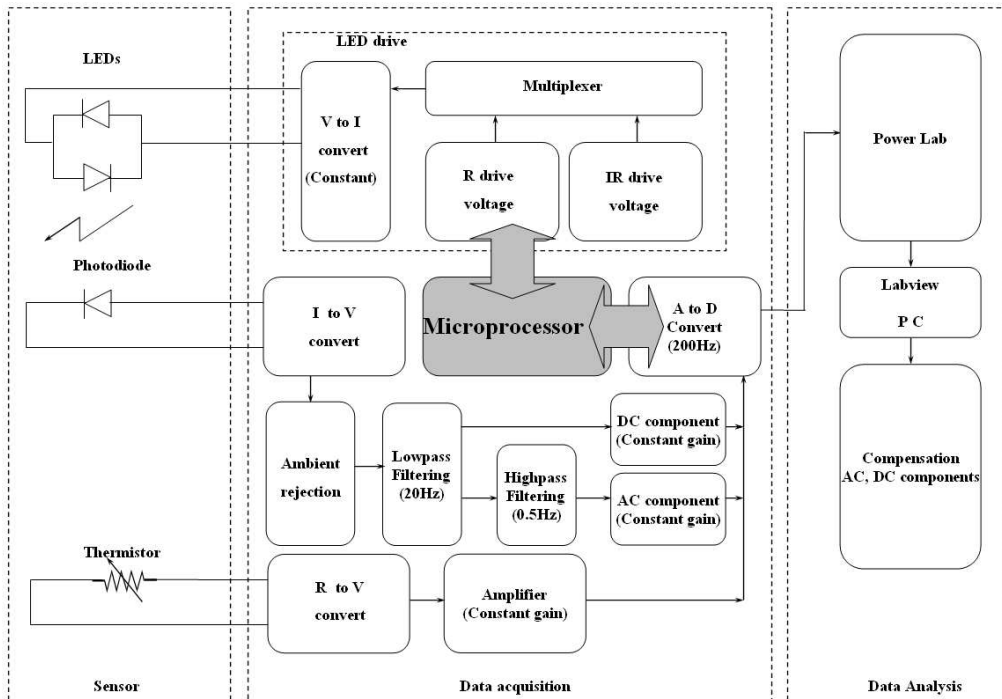 LED drive
LEDs
V to I
convert
(Constant)
Multiplexer
R drive
voltage
IR drive
voltage
Power Lab
Photodiode
I to V
convert
Microprocessor
A to D
Convert
(200Hz)
Labview
P C
Ambient
rejection
Lowpass
Filtering
(20Hz)
Highpass
Filtering
(0.5Hz)
DC component
(Constant gain)
AC component
(Constant gain)
Compensation
AC, DC components
Thermistor
R to V
convert
Amplifier
(Constant gain)
Sensor
Data acquisition
Data Analysis